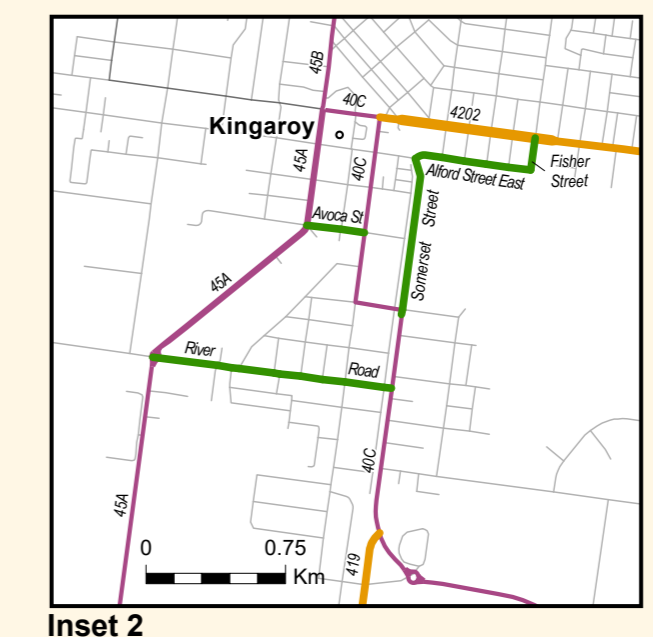 45B
40C
4202
Kingaroy
45A
40C
Fisher
Street
Alford Street East
Avoca St
Somerset Street
45A
River Road
40C
45A
419
0 0.75
Km
Inset 2